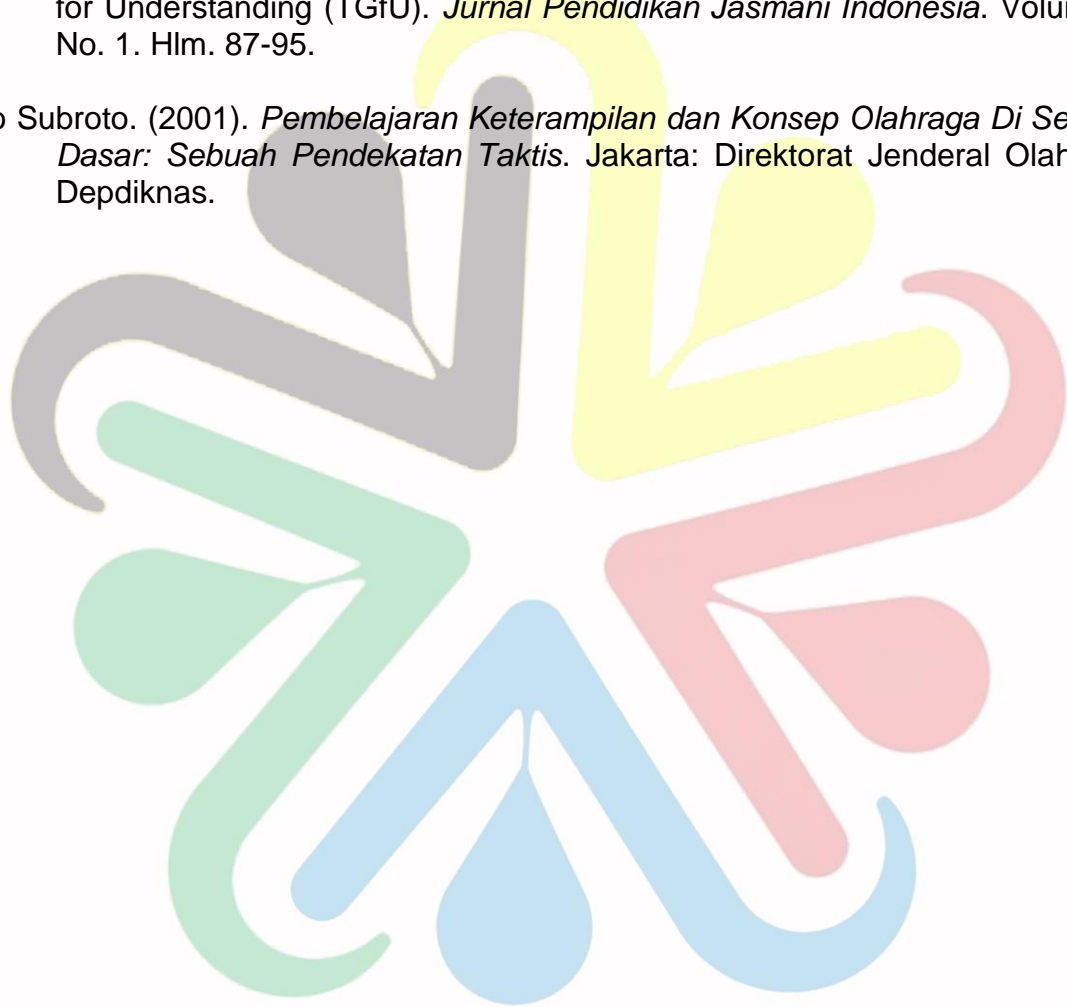 for Understanding (TGfU). Jurnal Pendidikan Jasmani Indonesia. Volu
No. 1. Hlm. 87-95.
o Subroto. (2001). Pembelajaran Keterampilan dan Konsep Olahraga Di Se
Dasar: Sebuah Pendekatan Taktis. Jakarta: Direktorat Jenderal Olah
Depdiknas.